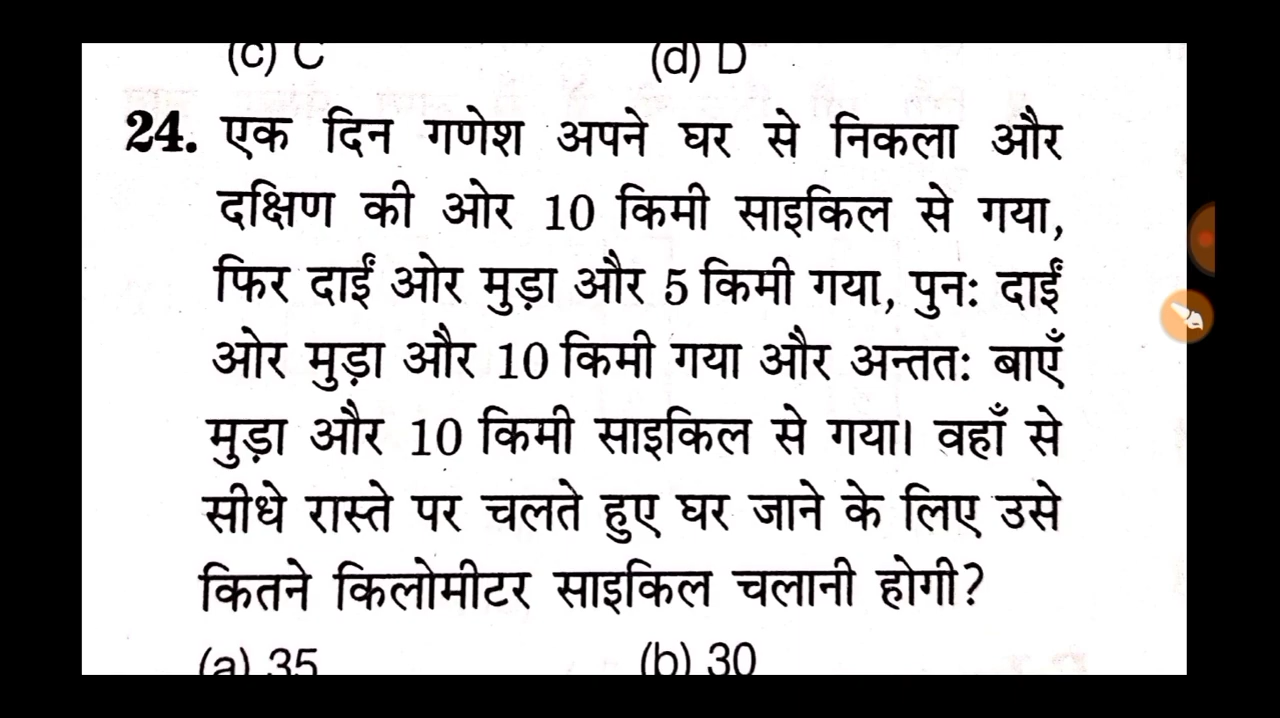 (c) C (d) D
24. एक दिन गणेश अपने घर से निकला और
दक्षिण की ओर 10 किमी साइकिल से गया,
फिर दाईं ओर मुड़ा और 5 किमी गया, पुनः दाईं
ओर मुड़ा और 10 किमी गया और अन्ततः बाएँ
मुड़ा और 10 किमी साइकिल से गया। वहाँ से
सीधे रास्ते पर चलते हुए घर जाने के लिए उसे
कितने किलोमीटर साइकिल चलानी होगी?
(a) 35 (b) 30